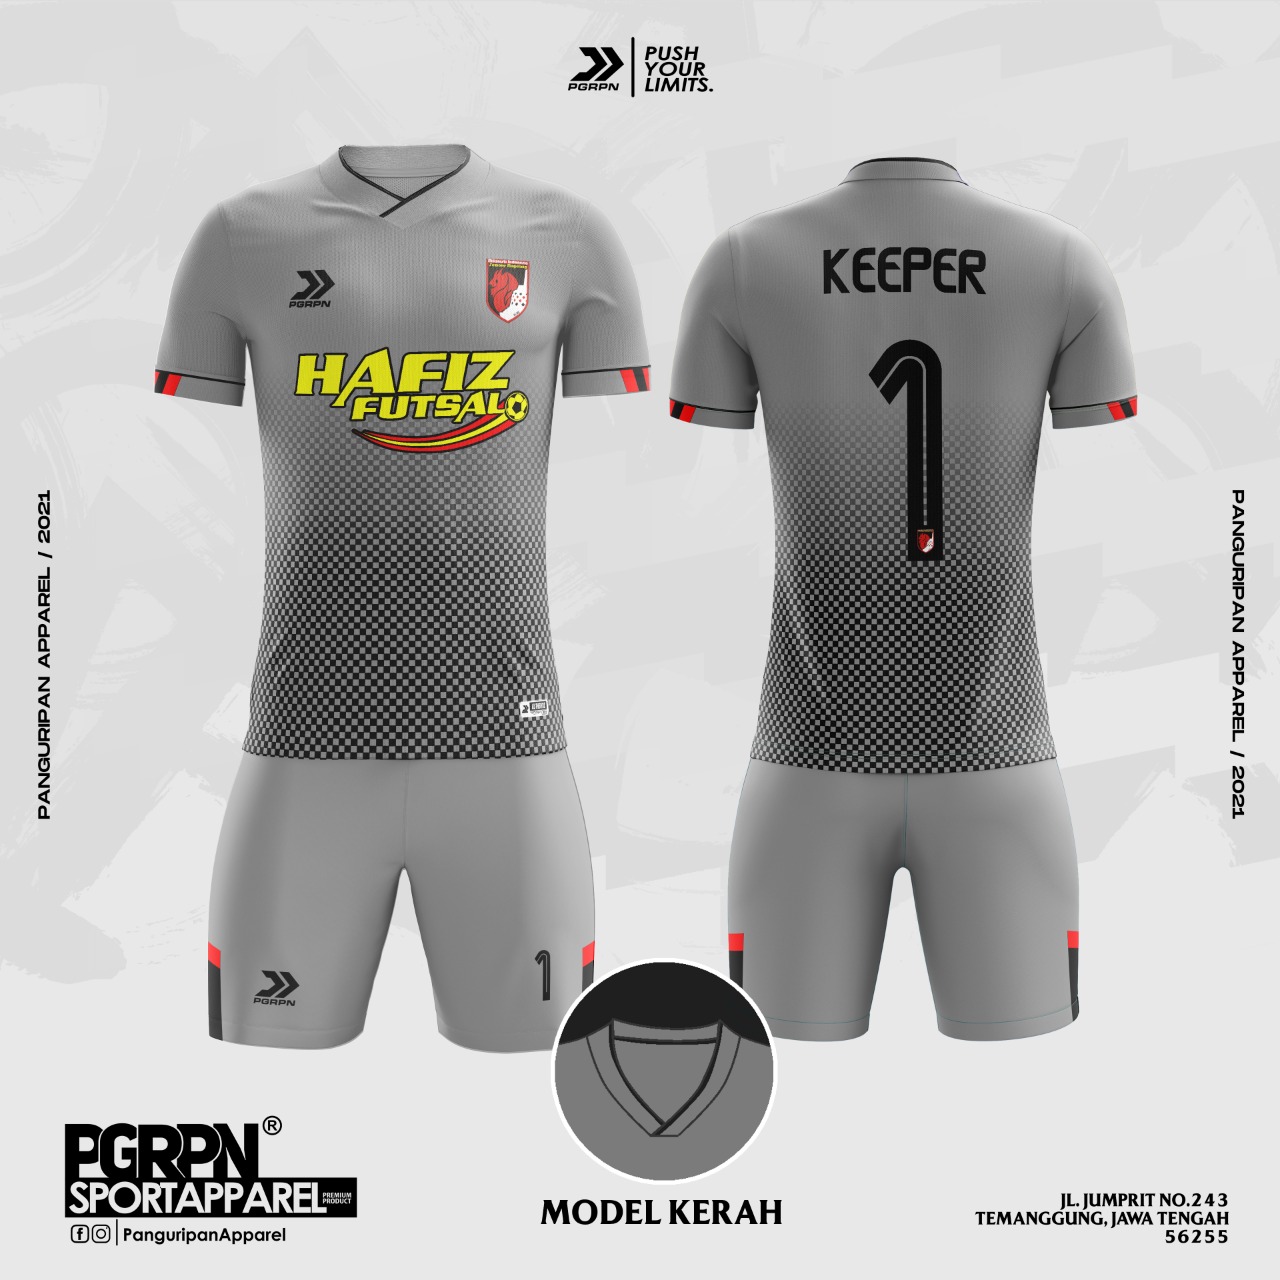 PGRPN
PUSH
YOUR
LIMITS.
PGRPN
HAFIZ
FUTSAL
KEEPER
1
PANGURIPAN APPAREL / 2021
PANGURIPAN APPAREL / 2021
PGRPN
1
MODEL KERAH
PGRPN®
SPORTAPPAREL
PREMIUM
PRODUCT
PanguripanApparel
JL. JUMPRIT NO.243
TEMANGGUNG, JAWA TENGAH
56255